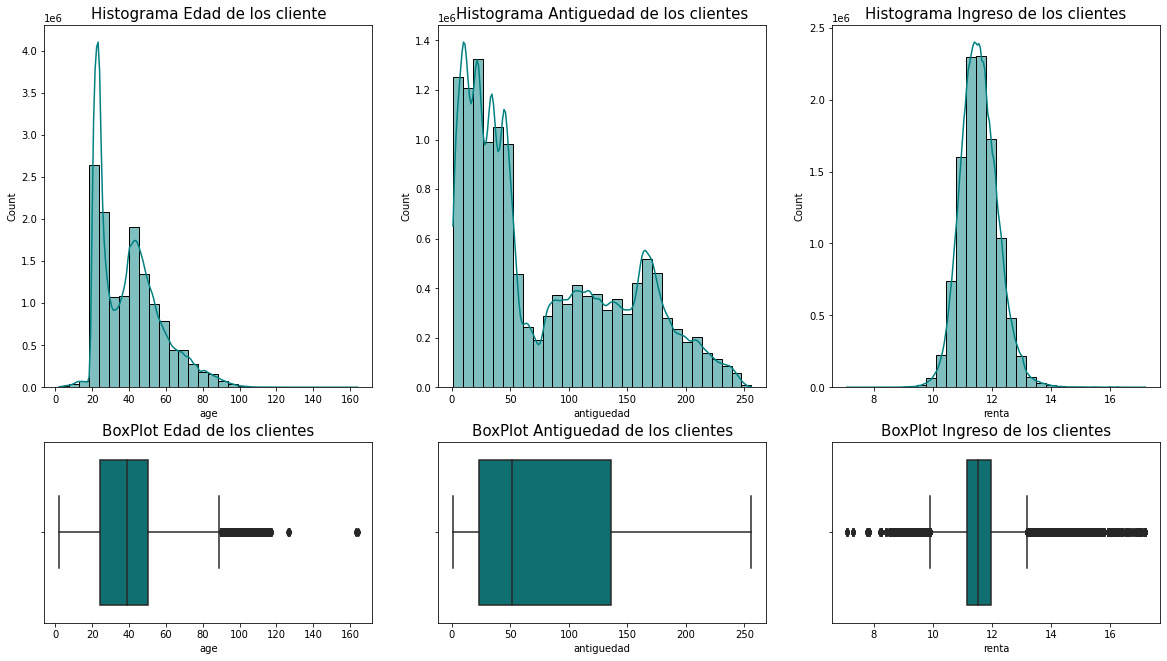 Histograma Edad de los cliente
1e6
Count
4.0
3.5
3.0
2.5
2.0
1.5
1.0
0.5
0.0
0 20 40 60 80 100 120 140 160
age
Histograma Antiguedad de los clientes
1e6
Count
1.4
1.2
1.0
0.8
0.6
0.4
0.2
0.0
0 50 100 150 200 250
antiguedad
Histograma Ingreso de los clientes
1e6
Count
2.5
2.0
1.5
1.0
0.5
0.0
8 10 12 14 16
renta
BoxPlot Edad de los clientes
0 20 40 60 80 100 120 140 160
age
BoxPlot Antiguedad de los clientes
0 50 100 150 200 250
antiguedad
BoxPlot Ingreso de los clientes
8 10 12 14 16
renta